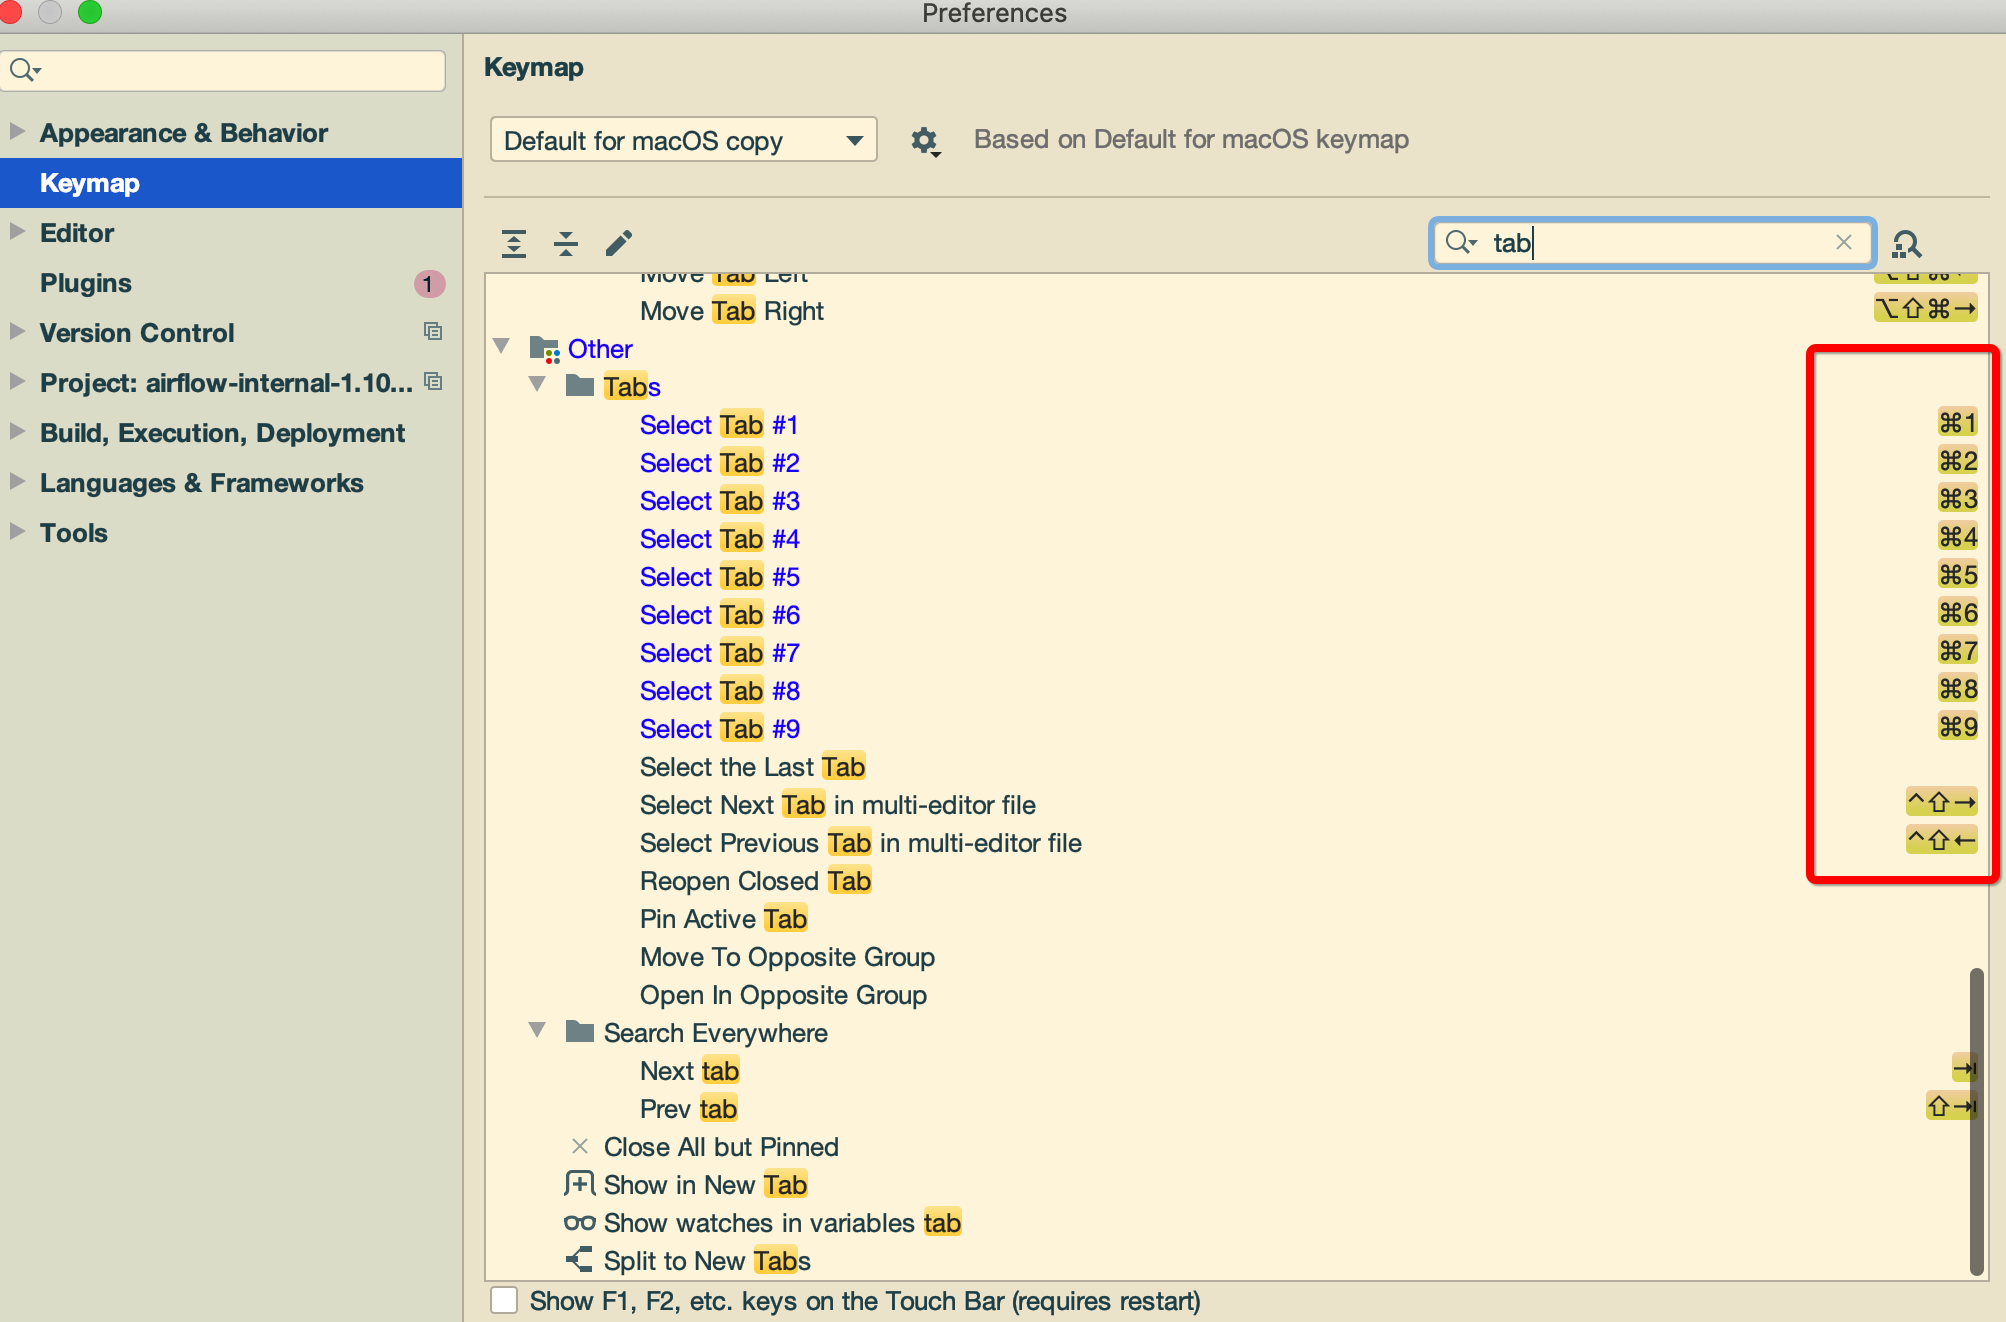 Preferences
Keymap
Default for macOS copy
Based on Default for macOS keymap
Appearance & Behavior
Keymap
Editor
Plugins 1
Version Control
Project: airflow-internal-1.10...
Build, Execution, Deployment
Languages & Frameworks
Tools
tab
Move Tab Left
Move Tab Right ⌥⇧⌘→
Other
Tabs
Select Tab #1 ⌘1
Select Tab #2 ⌘2
Select Tab #3 ⌘3
Select Tab #4 ⌘4
Select Tab #5 ⌘5
Select Tab #6 ⌘6
Select Tab #7 ⌘7
Select Tab #8 ⌘8
Select Tab #9 ⌘9
Select the Last Tab
Select Next Tab in multi-editor file ^⇧→
Select Previous Tab in multi-editor file ^⇧←
Reopen Closed Tab
Pin Active Tab
Move To Opposite Group
Open In Opposite Group
Search Everywhere
Next tab ⇥
Prev tab ⇧⇥
Close All but Pinned
Show in New Tab
Show watches in variables tab
Split to New Tabs
Show F1, F2, etc. keys on the Touch Bar (requires restart)